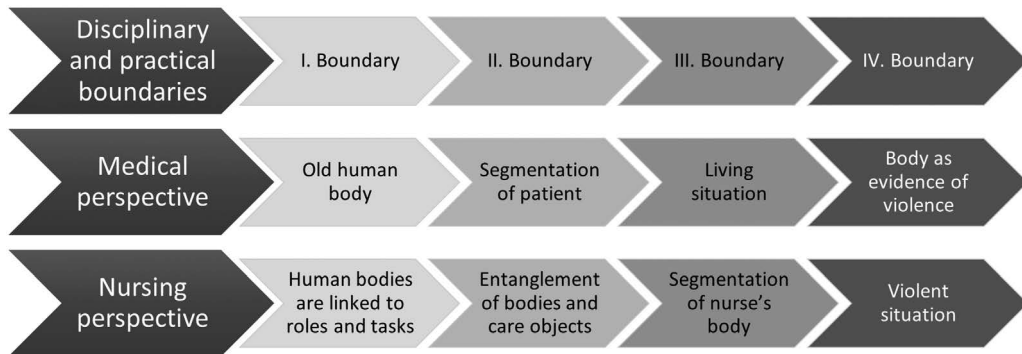 Disciplinary
and practical
boundaries
I. Boundary
II. Boundary
III. Boundary
IV. Boundary
Medical
perspective
Old human
body
Segmentation
of patient
Living
situation
Body as
evidence of
violence
Nursing
perspective
Human bodies
are linked to
roles and tasks
Entanglement
of bodies and
care objects
Segmentation
of nurse's
body
Violent
situation